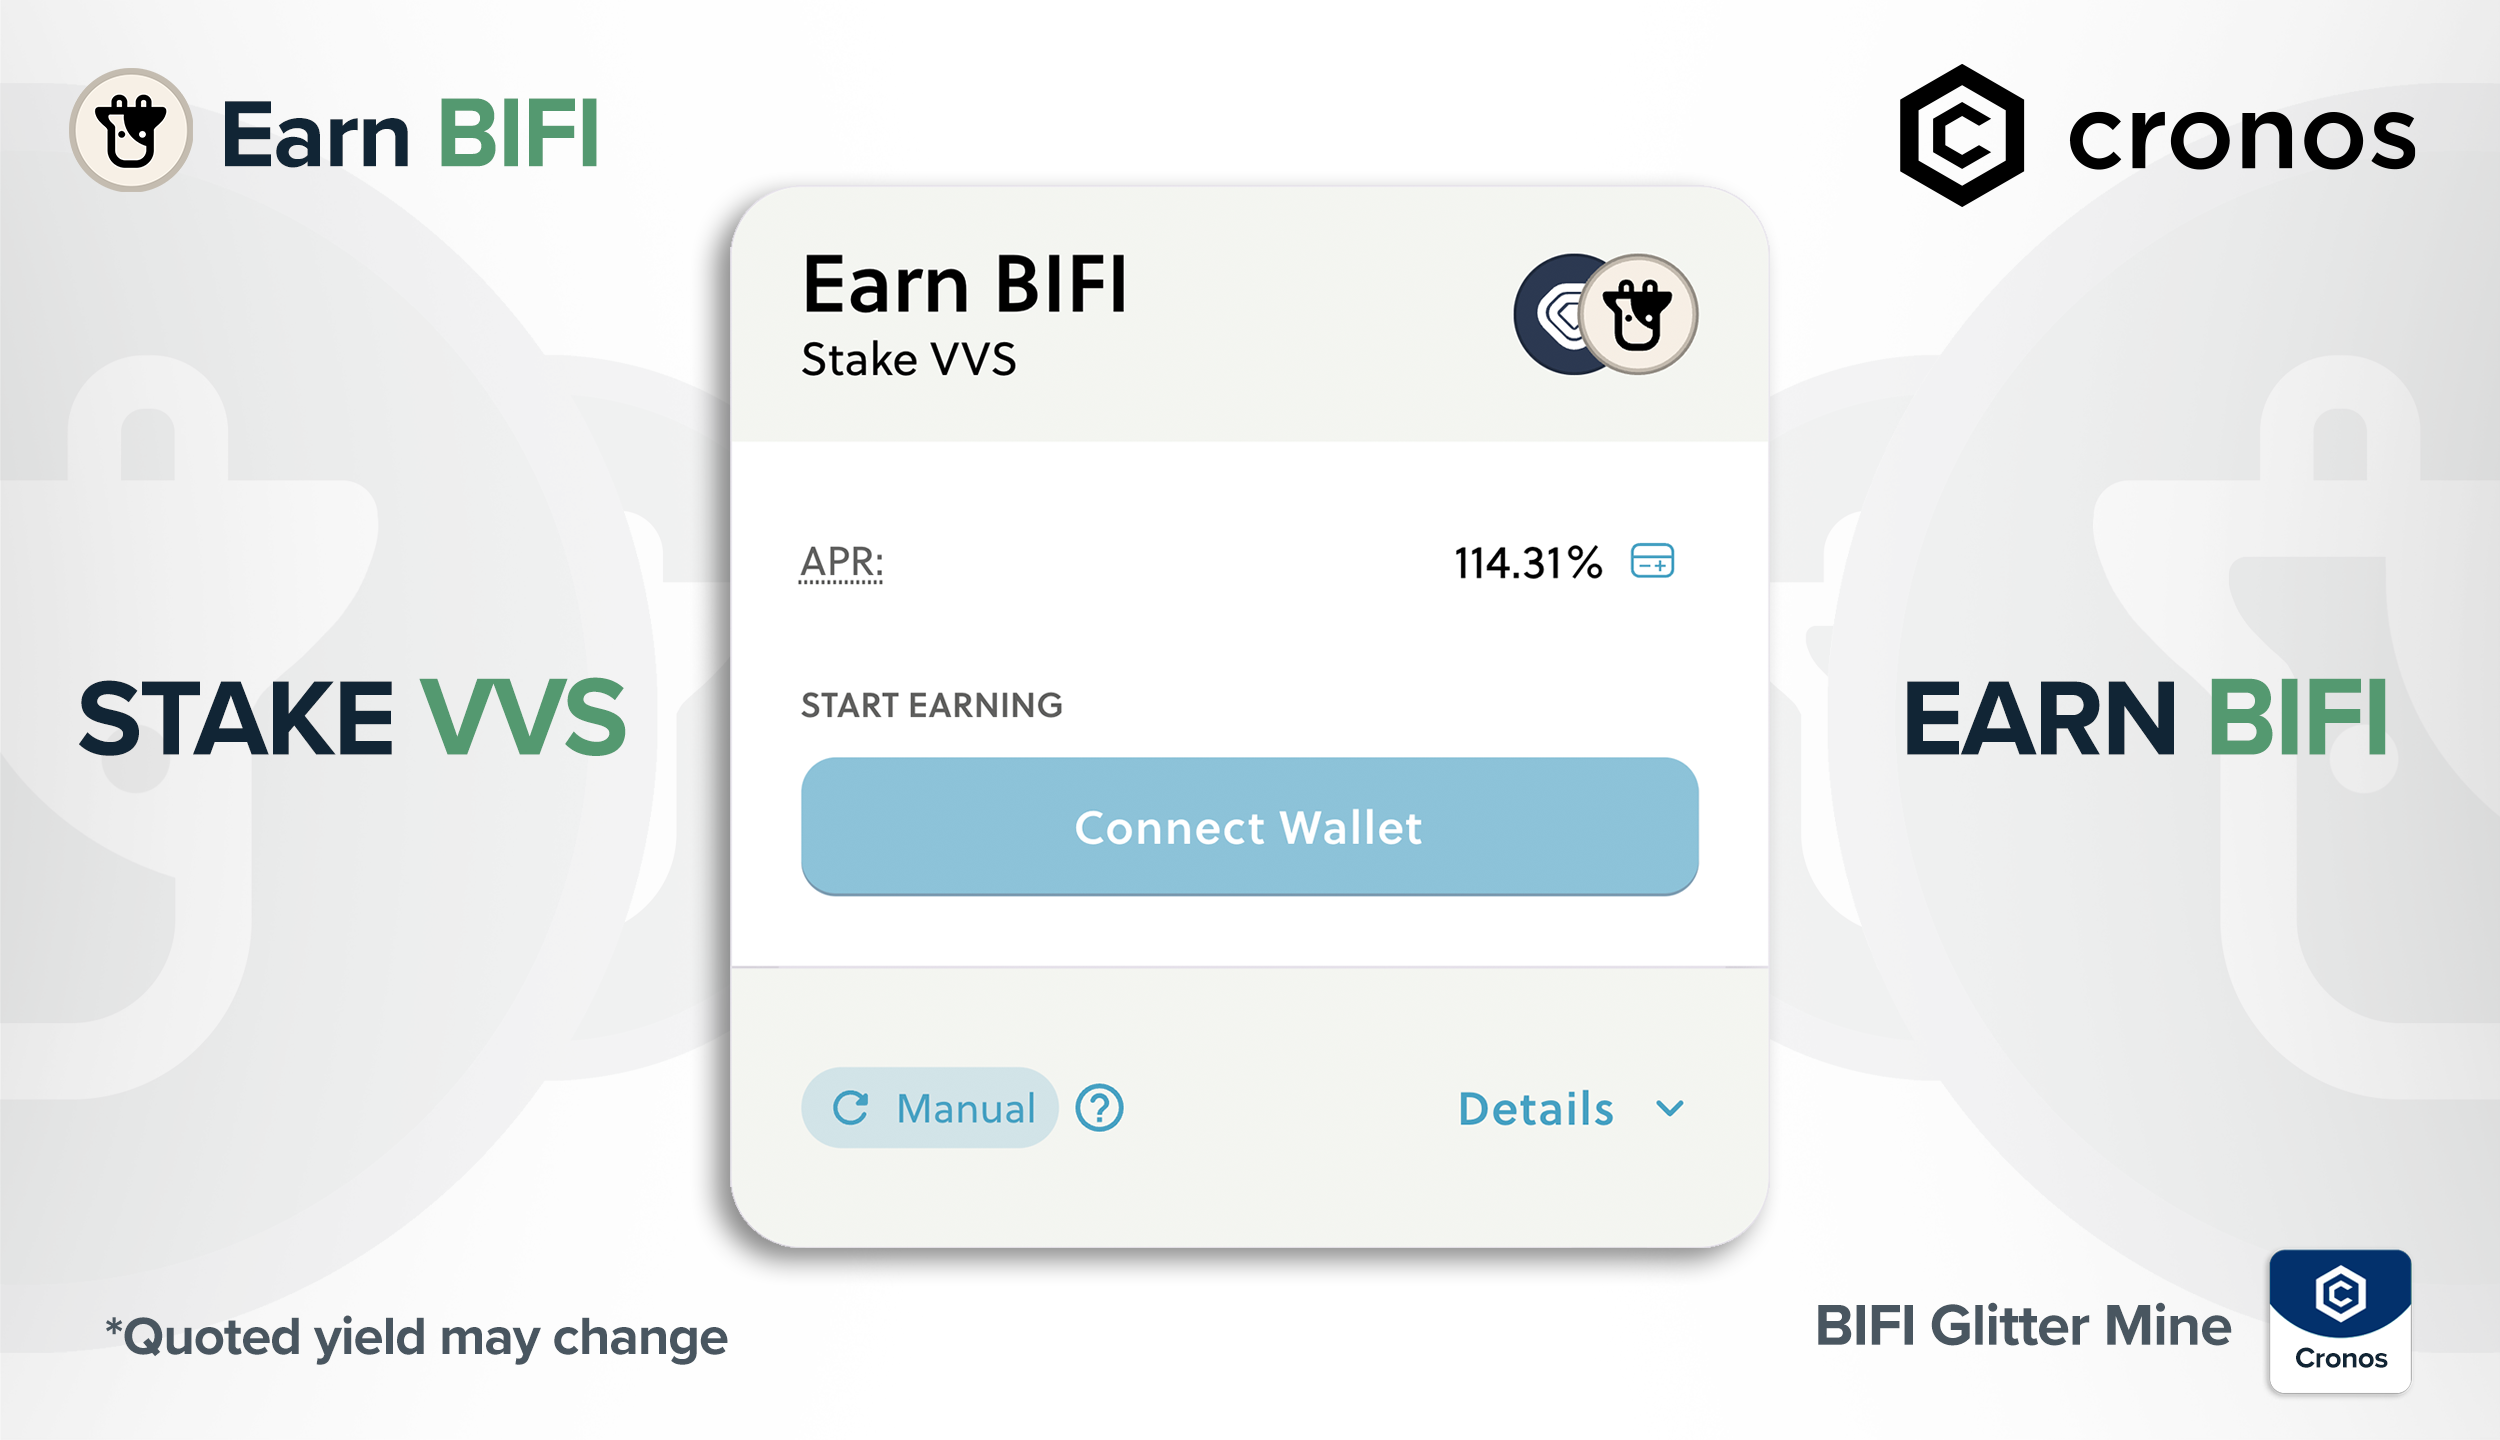 Earn BIFI
cronos
Earn BIFI
Stake VVS
APR:
114.31%
STAKE VVS
START EARNING
EARN BIFI
Connect Wallet
Manual
Details
*Quoted yield may change
BIFI Glitter Mine
Cronos